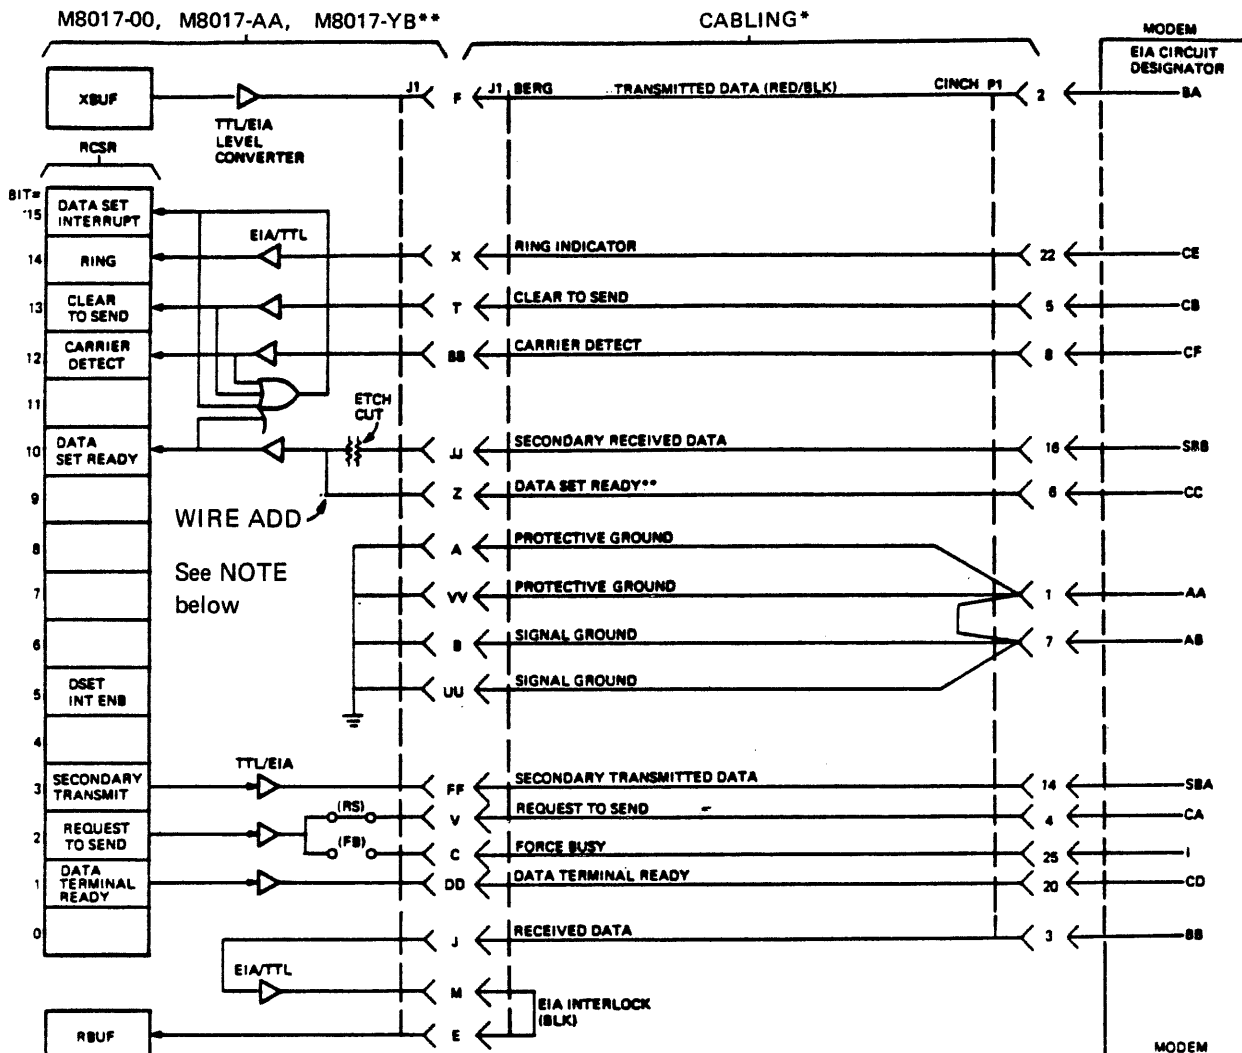 M8017-00, M8017-AA, M8017-YB**
CABLING*
MODEM
EIA CIRCUIT
DESIGNATOR
XBUF
TTL/EIA
LEVEL
CONVERTER
J1
F
J1
BERG
TRANSMITTED DATA (RED/BLK)
CINCH P1
2
BA
RCSR
BIT=
15
DATA SET
INTERRUPT
14
RING
EIA/TTL
X
RING INDICATOR
22
CE
13
CLEAR
TO SEND
T
CLEAR TO SEND
5
CB
12
CARRIER
DETECT
BB
CARRIER DETECT
8
CF
11
ETCH
CUT
10
DATA
SET READY
JJ
SECONDARY RECEIVED DATA
16
SRB
9
Z
DATA SET READY**
6
CC
WIRE ADD
See NOTE
below
8
A
PROTECTIVE GROUND
7
VV
PROTECTIVE GROUND
1
AA
6
B
SIGNAL GROUND
7
AB
5
DSET
INT ENB
UU
SIGNAL GROUND
4
3
SECONDARY
TRANSMIT
TTL/EIA
FF
SECONDARY TRANSMITTED DATA
14
SBA
2
REQUEST
TO SEND
(RS)
V
REQUEST TO SEND
4
CA
(FB)
C
FORCE BUSY
25
I
1
DATA
TERMINAL
READY
DD
DATA TERMINAL READY
20
CD
0
J
RECEIVED DATA
3
BB
EIA/TTL
M
EIA INTERLOCK
(BLK)
RBUF
E
MODEM